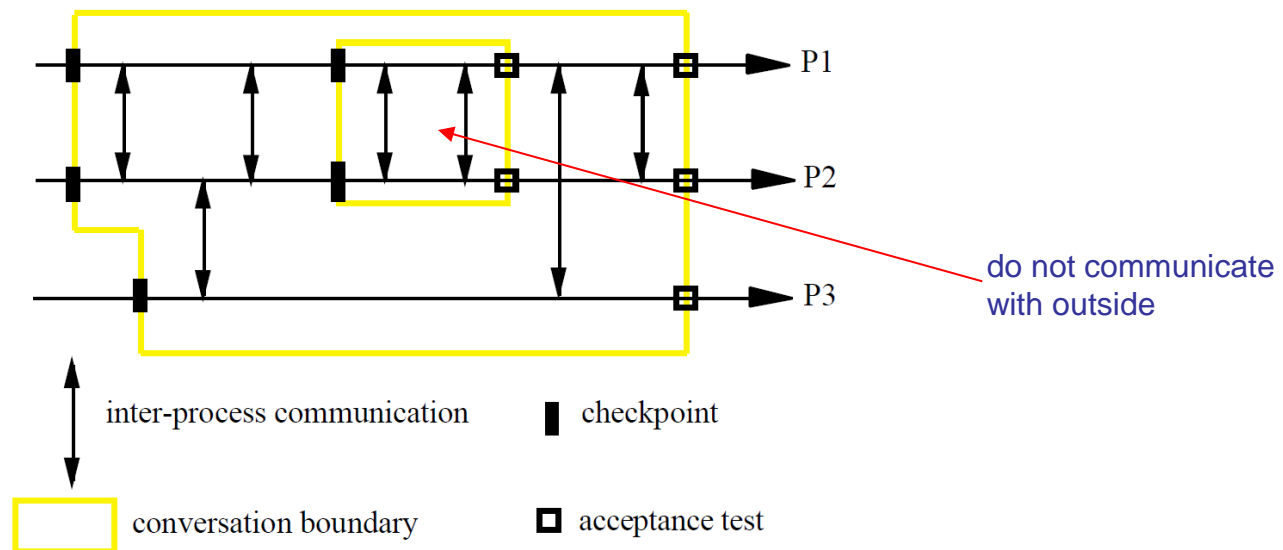 P1
P2
do not communicate
with outside
P3
inter-process communication
checkpoint
conversation boundary
acceptance test